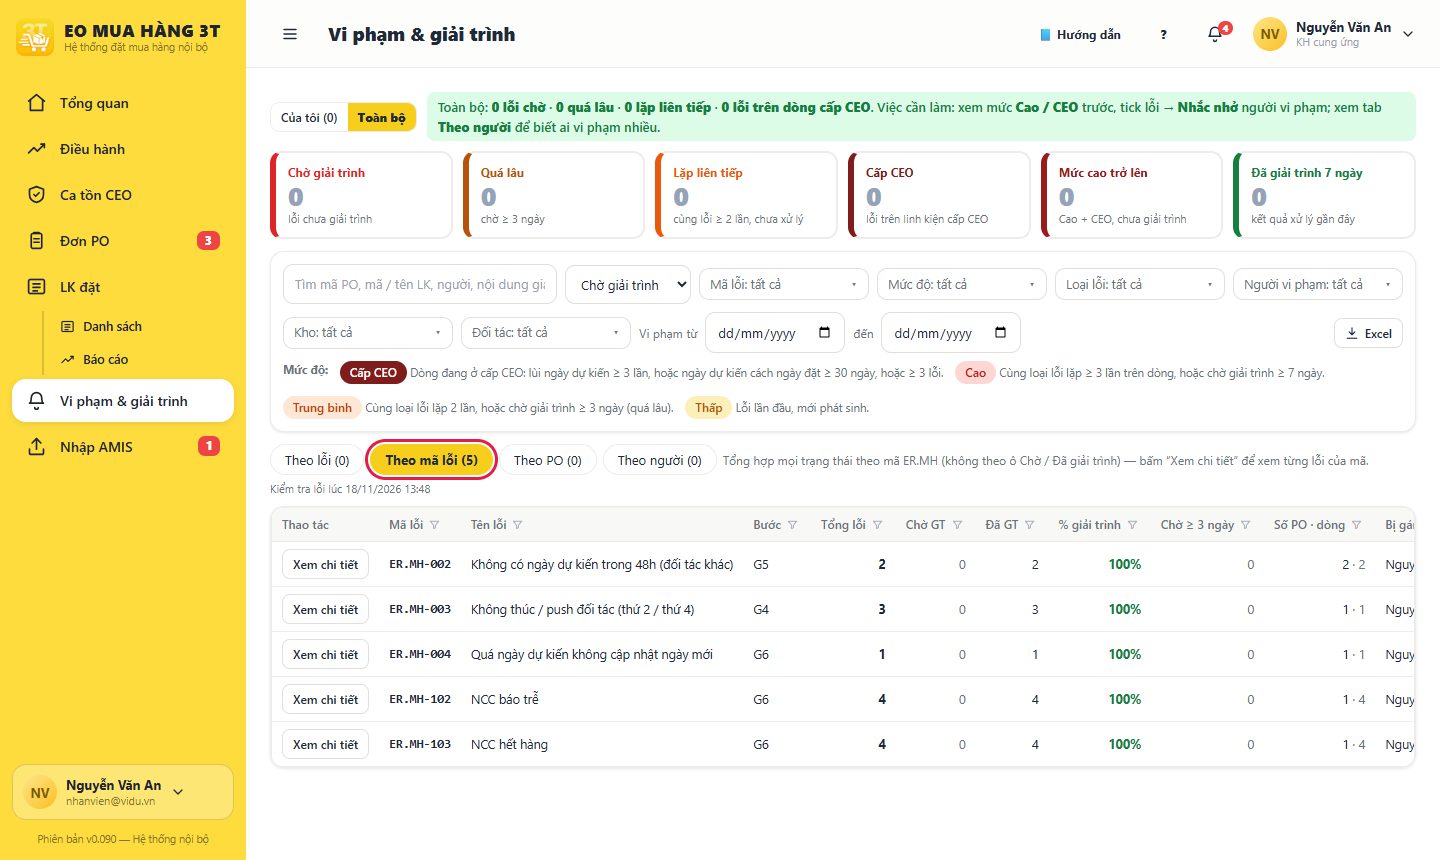 3T
EO MUA HÀNG 3T
Hệ thống đặt mua hàng nội bộ
Tổng quan
Điều hành
Ca tồn CEO
Đơn PO 3
LK đặt
Danh sách
Báo cáo
Vi phạm & giải trình
Nhập AMIS 1
NV Nguyễn Văn An
nhanvien@vidu.vn
Phiên bản v0.090 — Hệ thống nội bộ
Vi phạm & giải trình
Hướng dẫn ? 4 NV Nguyễn Văn An
KH cung ứng
Của tôi (0) Toàn bộ
Toàn bộ: 0 lỗi chờ · 0 quá lâu · 0 lặp liên tiếp · 0 lỗi trên dòng cấp CEO. Việc cần làm: xem mức Cao / CEO trước, tick lỗi → Nhắc nhở người vi phạm; xem tab
Theo người để biết ai vi phạm nhiều.
Chờ giải trình
0
lỗi chưa giải trình
Quá lâu
0
chờ ≥ 3 ngày
Lặp liên tiếp
0
cùng lỗi ≥ 2 lần, chưa xử lý
Cấp CEO
0
lỗi trên linh kiện cấp CEO
Mức cao trở lên
0
Cao + CEO, chưa giải trình
Đã giải trình 7 ngày
0
kết quả xử lý gần đây
Tìm mã PO, mã / tên LK, người, nội dung giả Chờ giải trình Mã lỗi: tất cả Mức độ: tất cả Loại lỗi: tất cả Người vi phạm: tất cả
Kho: tất cả Đối tác: tất cả Vi phạm từ dd/mm/yyyy đến dd/mm/yyyy Excel
Mức độ: Cấp CEO Dòng đang ở cấp CEO: lùi ngày dự kiến ≥ 3 lần, hoặc ngày dự kiến cách ngày đặt ≥ 30 ngày, hoặc ≥ 3 lỗi. Cao Cùng loại lỗi lặp ≥ 3 lần trên dòng, hoặc chờ giải trình ≥ 7 ngày.
Trung bình Cùng loại lỗi lặp 2 lần, hoặc chờ giải trình ≥ 3 ngày (quá lâu). Thấp Lỗi lần đầu, mới phát sinh.
Theo lỗi (0) Theo mã lỗi (5) Theo PO (0) Theo người (0) Tổng hợp mọi trạng thái theo mã ER.MH (không theo ô Chờ / Đã giải trình) — bấm “Xem chi tiết” để xem từng lỗi của mã.
Kiểm tra lỗi lúc 18/11/2026 13:48
Thao tác Mã lỗi Tên lỗi Bước Tổng lỗi Chờ GT Đã GT % giải trình Chờ ≥ 3 ngày Số PO · dòng Bị gá
Xem chi tiết ER.MH-002 Không có ngày dự kiến trong 48h (đối tác khác) G5 2 0 2 100% 0 2 · 2 Nguy
Xem chi tiết ER.MH-003 Không thúc / push đối tác (thứ 2 / thứ 4) G4 3 0 3 100% 0 1 · 1 Nguy
Xem chi tiết ER.MH-004 Quá ngày dự kiến không cập nhật ngày mới G6 1 0 1 100% 0 1 · 1 Nguy
Xem chi tiết ER.MH-102 NCC báo trễ G6 4 0 4 100% 0 1 · 4 Nguy
Xem chi tiết ER.MH-103 NCC hết hàng G6 4 0 4 100% 0 1 · 4 Nguy